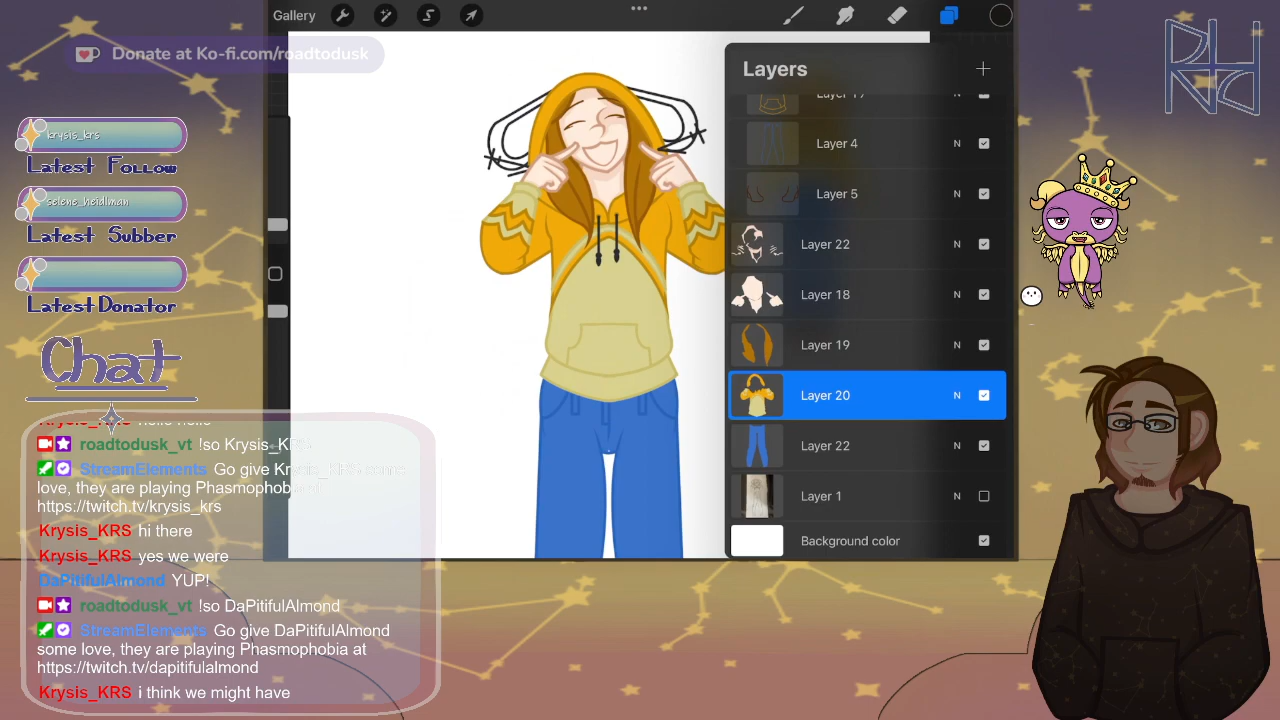 Gallery
Donate at Ko-fi.com/roadtodusk
krysis_krs
Latest Follow
selene_heidlman
Latest Subber
Latest Donator
Chat
roadtodusk_vt !so Krysis_KRS
StreamElements Go give Krysis_KRS some
love, they are playing Phasmophobia at
https://twitch.tv/krysis_krs
Krysis_KRS hi there
Krysis_KRS yes we were
DaPitifulAlmond YUP!
roadtodusk_vt !so DaPitifulAlmond
StreamElements Go give DaPitifulAlmond
some love, they are playing Phasmophobia at
https://twitch.tv/dapitifulalmond
Krysis_KRS i think we might have
Layers
N
Layer 4 N
Layer 5 N
Layer 22 N
Layer 18 N
Layer 19 N
Layer 20 N
Layer 22 N
Layer 1 N
Background color